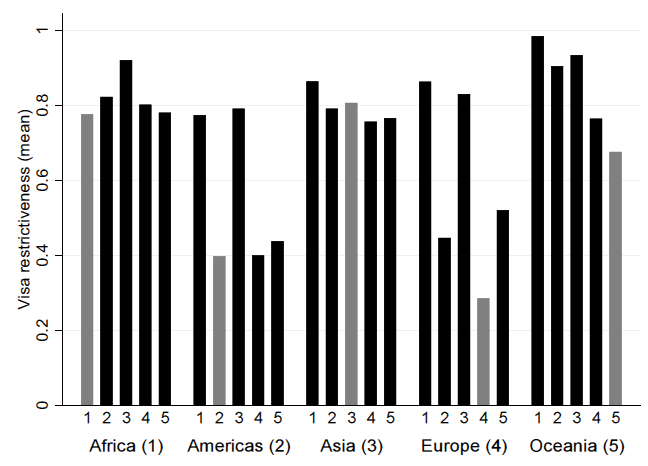 Visa restrictiveness (mean)
1
0.8
0.6
0.4
0.2
0
1 2 3 4 5 1 2 3 4 5 1 2 3 4 5 1 2 3 4 5 1 2 3 4 5
Africa (1) Americas (2) Asia (3) Europe (4) Oceania (5)